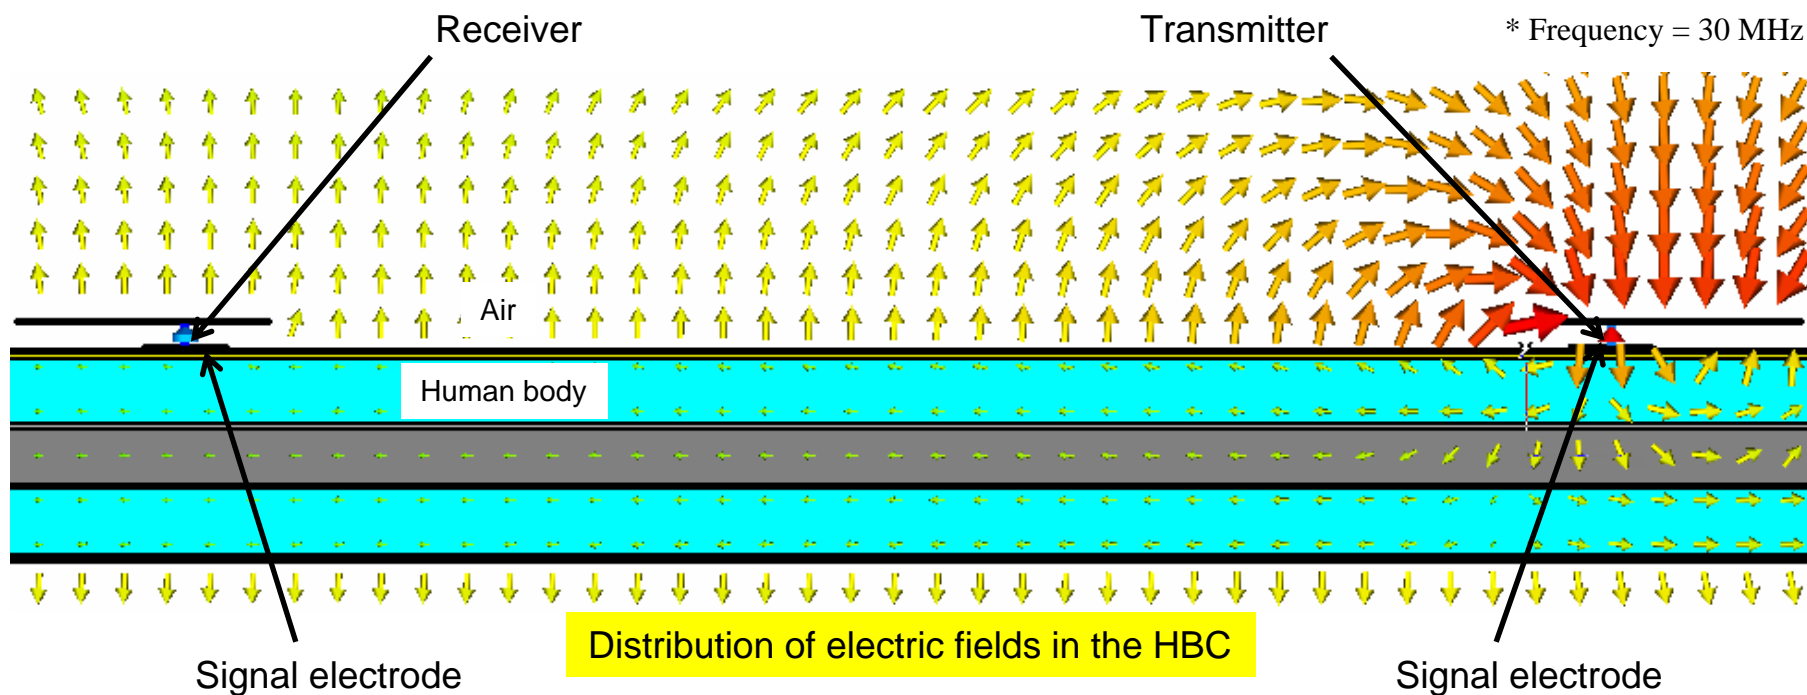 Receiver
Transmitter
* Frequency = 30 MHz
Air
Human body
Distribution of electric fields in the HBC
Signal electrode
Signal electrode